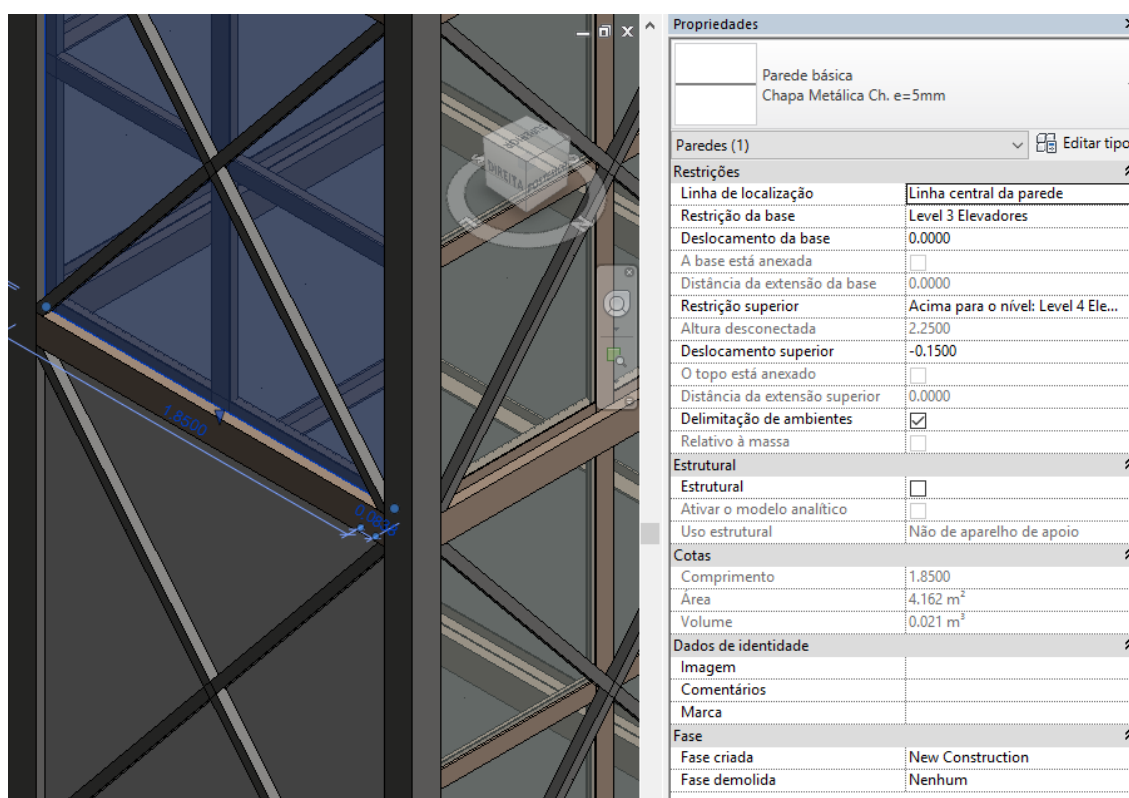 Propriedades
Parede básica
Chapa Metálica Ch. e=5mm
Paredes (1)
Editar tipo
Restrições
Linha de localização Linha central da parede
Restrição da base Level 3 Elevadores
Deslocamento da base 0.0000
A base está anexada
Distância da extensão da base 0.0000
Restrição superior Acima para o nível: Level 4 Ele...
Altura desconectada 2.2500
Deslocamento superior -0.1500
O topo está anexado
Distância da extensão superior 0.0000
Delimitação de ambientes
Relativo à massa
Estrutural
Estrutural
Ativar o modelo analítico
Uso estrutural Não de aparelho de apoio
Cotas
Comprimento 1.8500
Área 4.162 m²
Volume 0.021 m³
Dados de identidade
Imagem
Comentários
Marca
Fase
Fase criada New Construction
Fase demolida Nenhum
DIREITA
1.8500